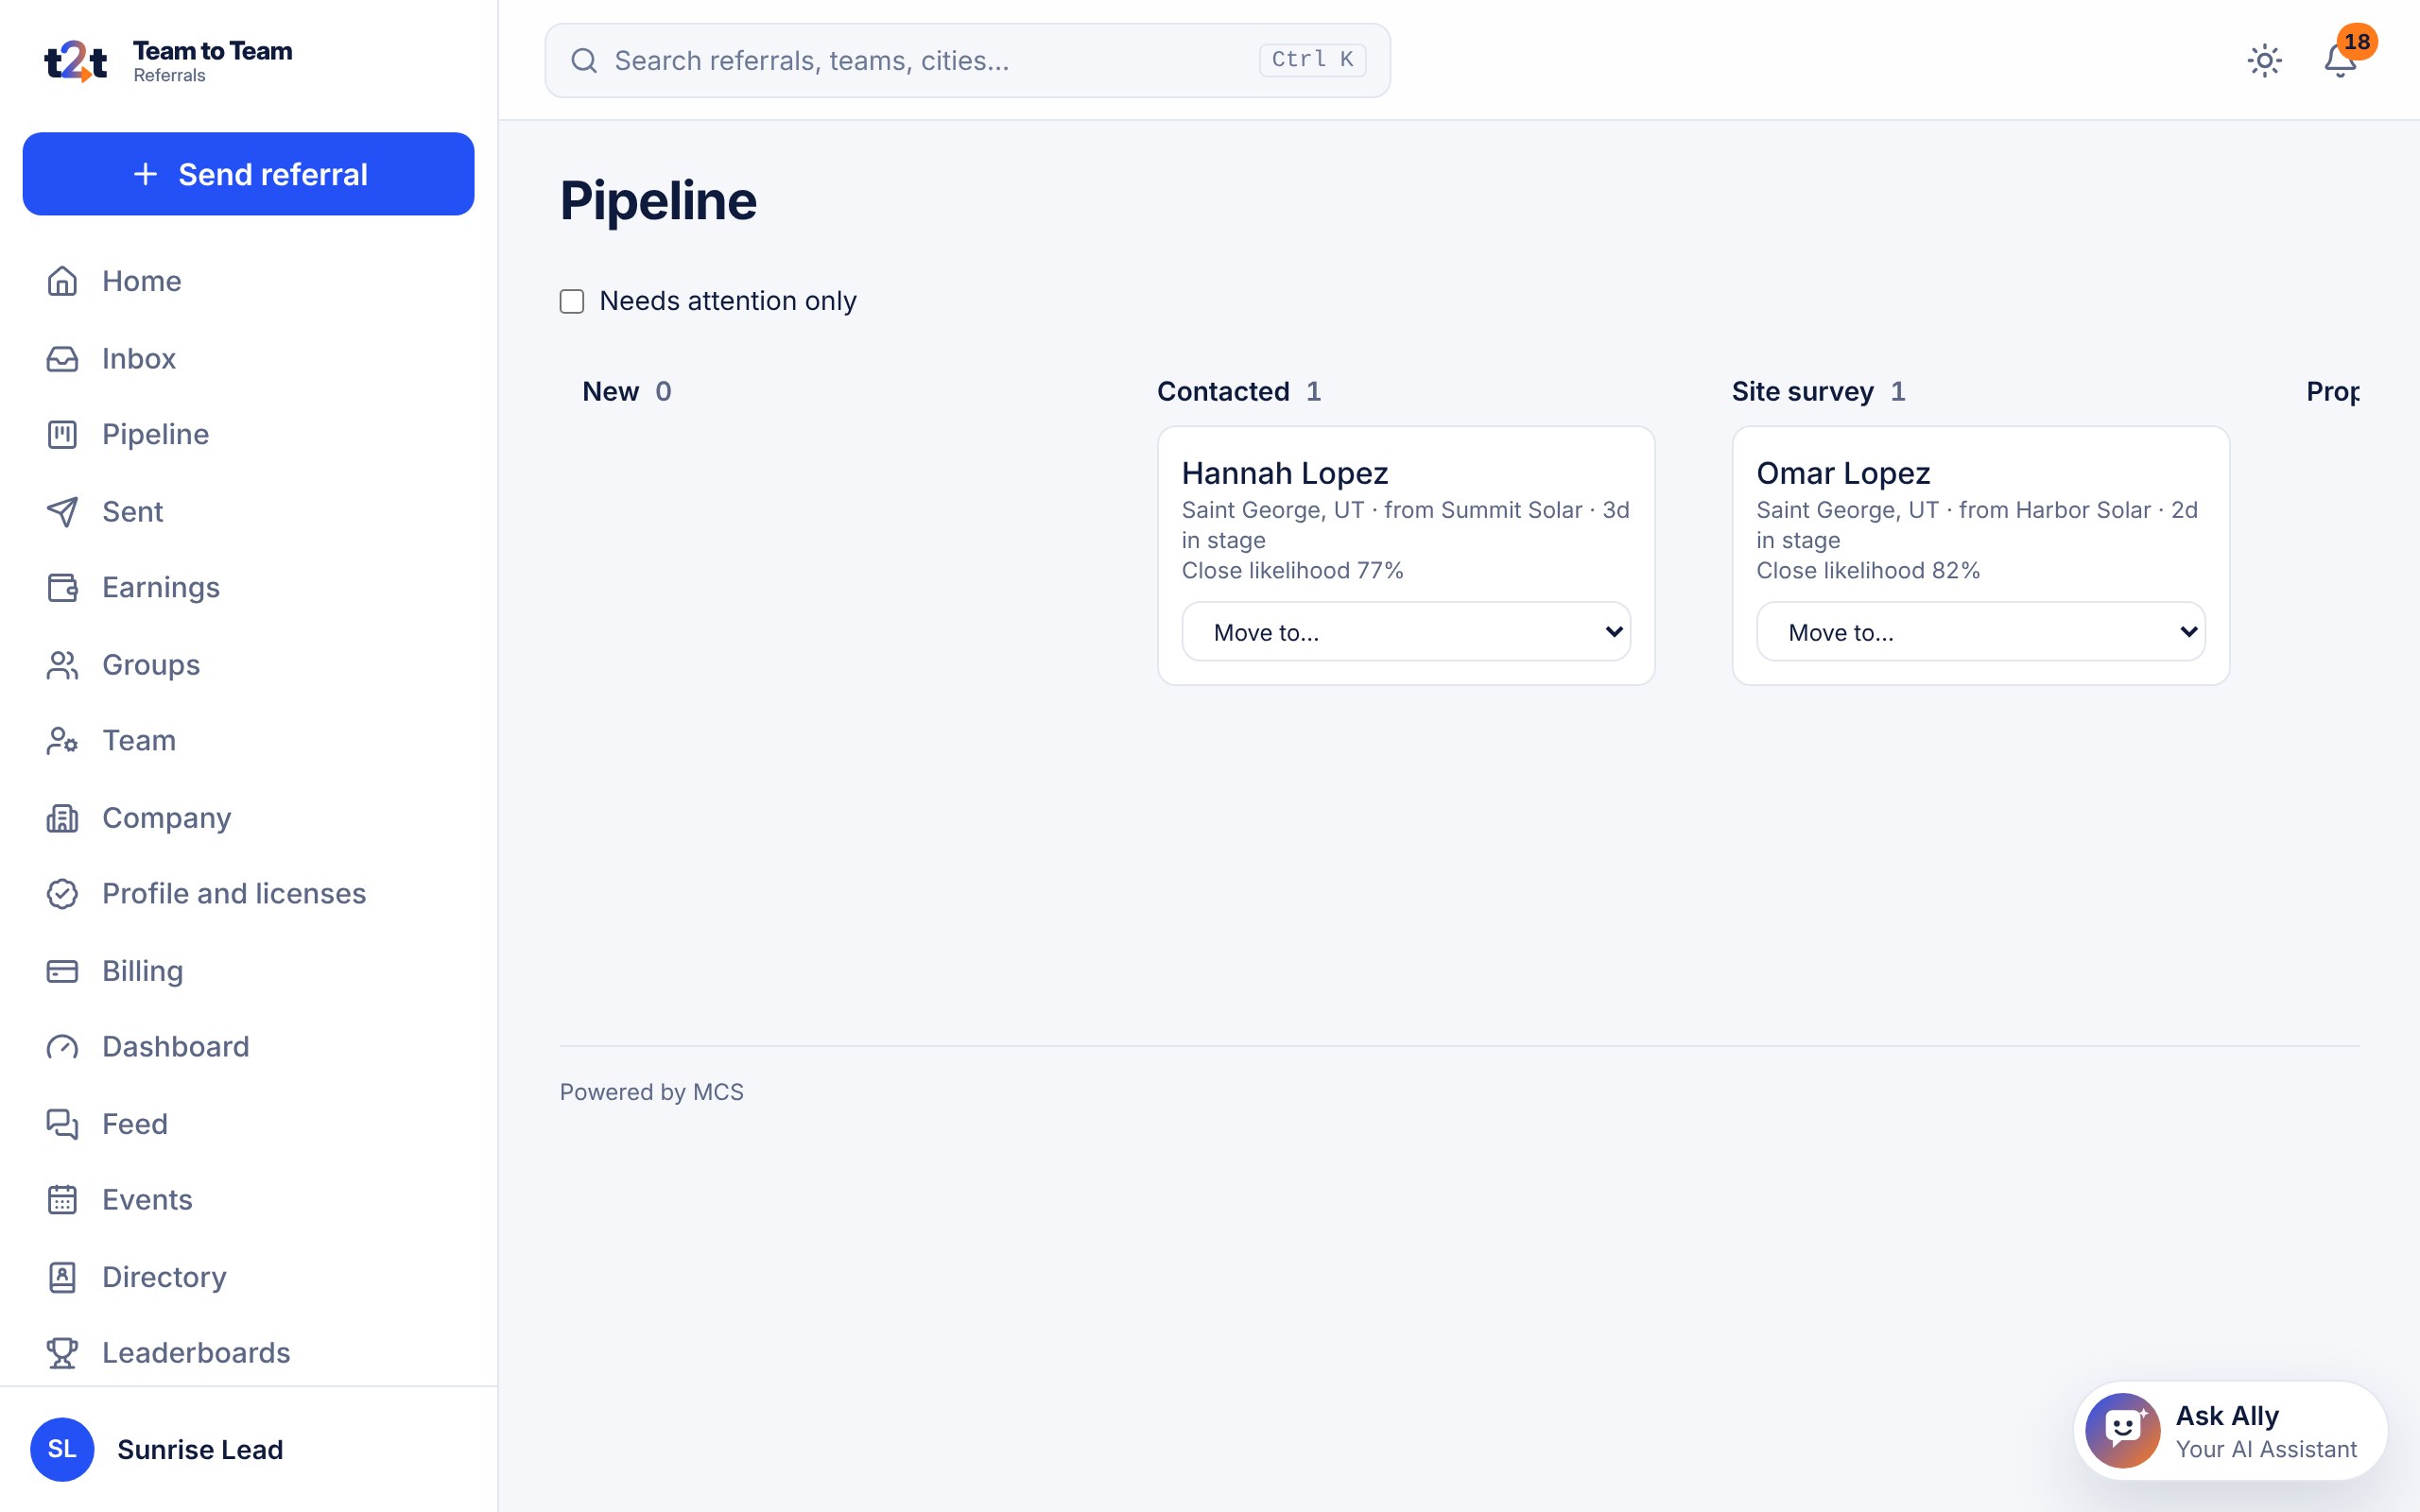 t2t
Team to Team
Referrals
Send referral
Home
Inbox
Pipeline
Sent
Earnings
Groups
Team
Company
Profile and licenses
Billing
Dashboard
Feed
Events
Directory
Leaderboards
SL
Sunrise Lead
Search referrals, teams, cities...
Ctrl K
18
Pipeline
Needs attention only
New 0
Contacted 1
Hannah Lopez
Saint George, UT · from Summit Solar · 3d
in stage
Close likelihood 77%
Move to...
Site survey 1
Omar Lopez
Saint George, UT · from Harbor Solar · 2d
in stage
Close likelihood 82%
Move to...
Prop
Powered by MCS
Ask Ally
Your AI Assistant